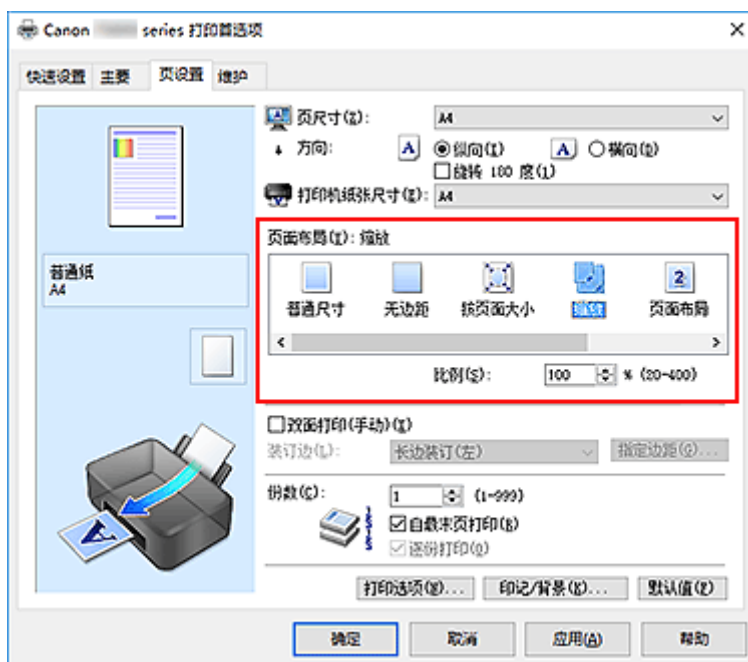 Canon series 打印首选项
快速设置 主要 页设置 维护
页尺寸(Z): A4
方向: A 纵向(I) A 横向(D)
旋转 180 度(1)
打印机纸张尺寸(E): A4
页面布局(Y): 缩放
普通尺寸 无边距 按页面大小 缩放 2 页面布局
比例(S): 100 % (20-400)
普通纸
A4
双面打印(手动)(X)
装订边(L): 长边装订(左) 指定边距(G)...
份数(C): 1 (1-999)
自最末页打印(R)
逐份打印(O)
打印选项(N)... 印记/背景(K)... 默认值(F)
确定 取消 应用(A) 帮助